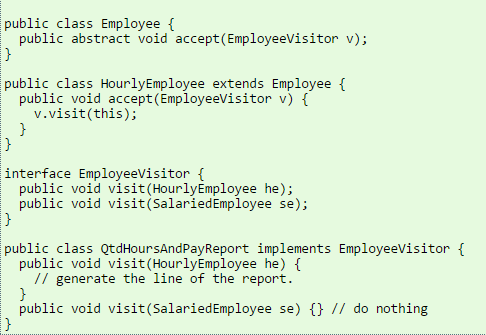 public class Employee {
  public abstract void accept(EmployeeVisitor v);
}
public class HourlyEmployee extends Employee {
  public void accept(EmployeeVisitor v) {
    v.visit(this);
  }
}
interface EmployeeVisitor {
  public void visit(HourlyEmployee he);
  public void visit(SalariedEmployee se);
}
public class QtdHoursAndPayReport implements EmployeeVisitor {
  public void visit(HourlyEmployee he) {
    // generate the line of the report.
  }
  public void visit(SalariedEmployee se) {} // do nothing
}